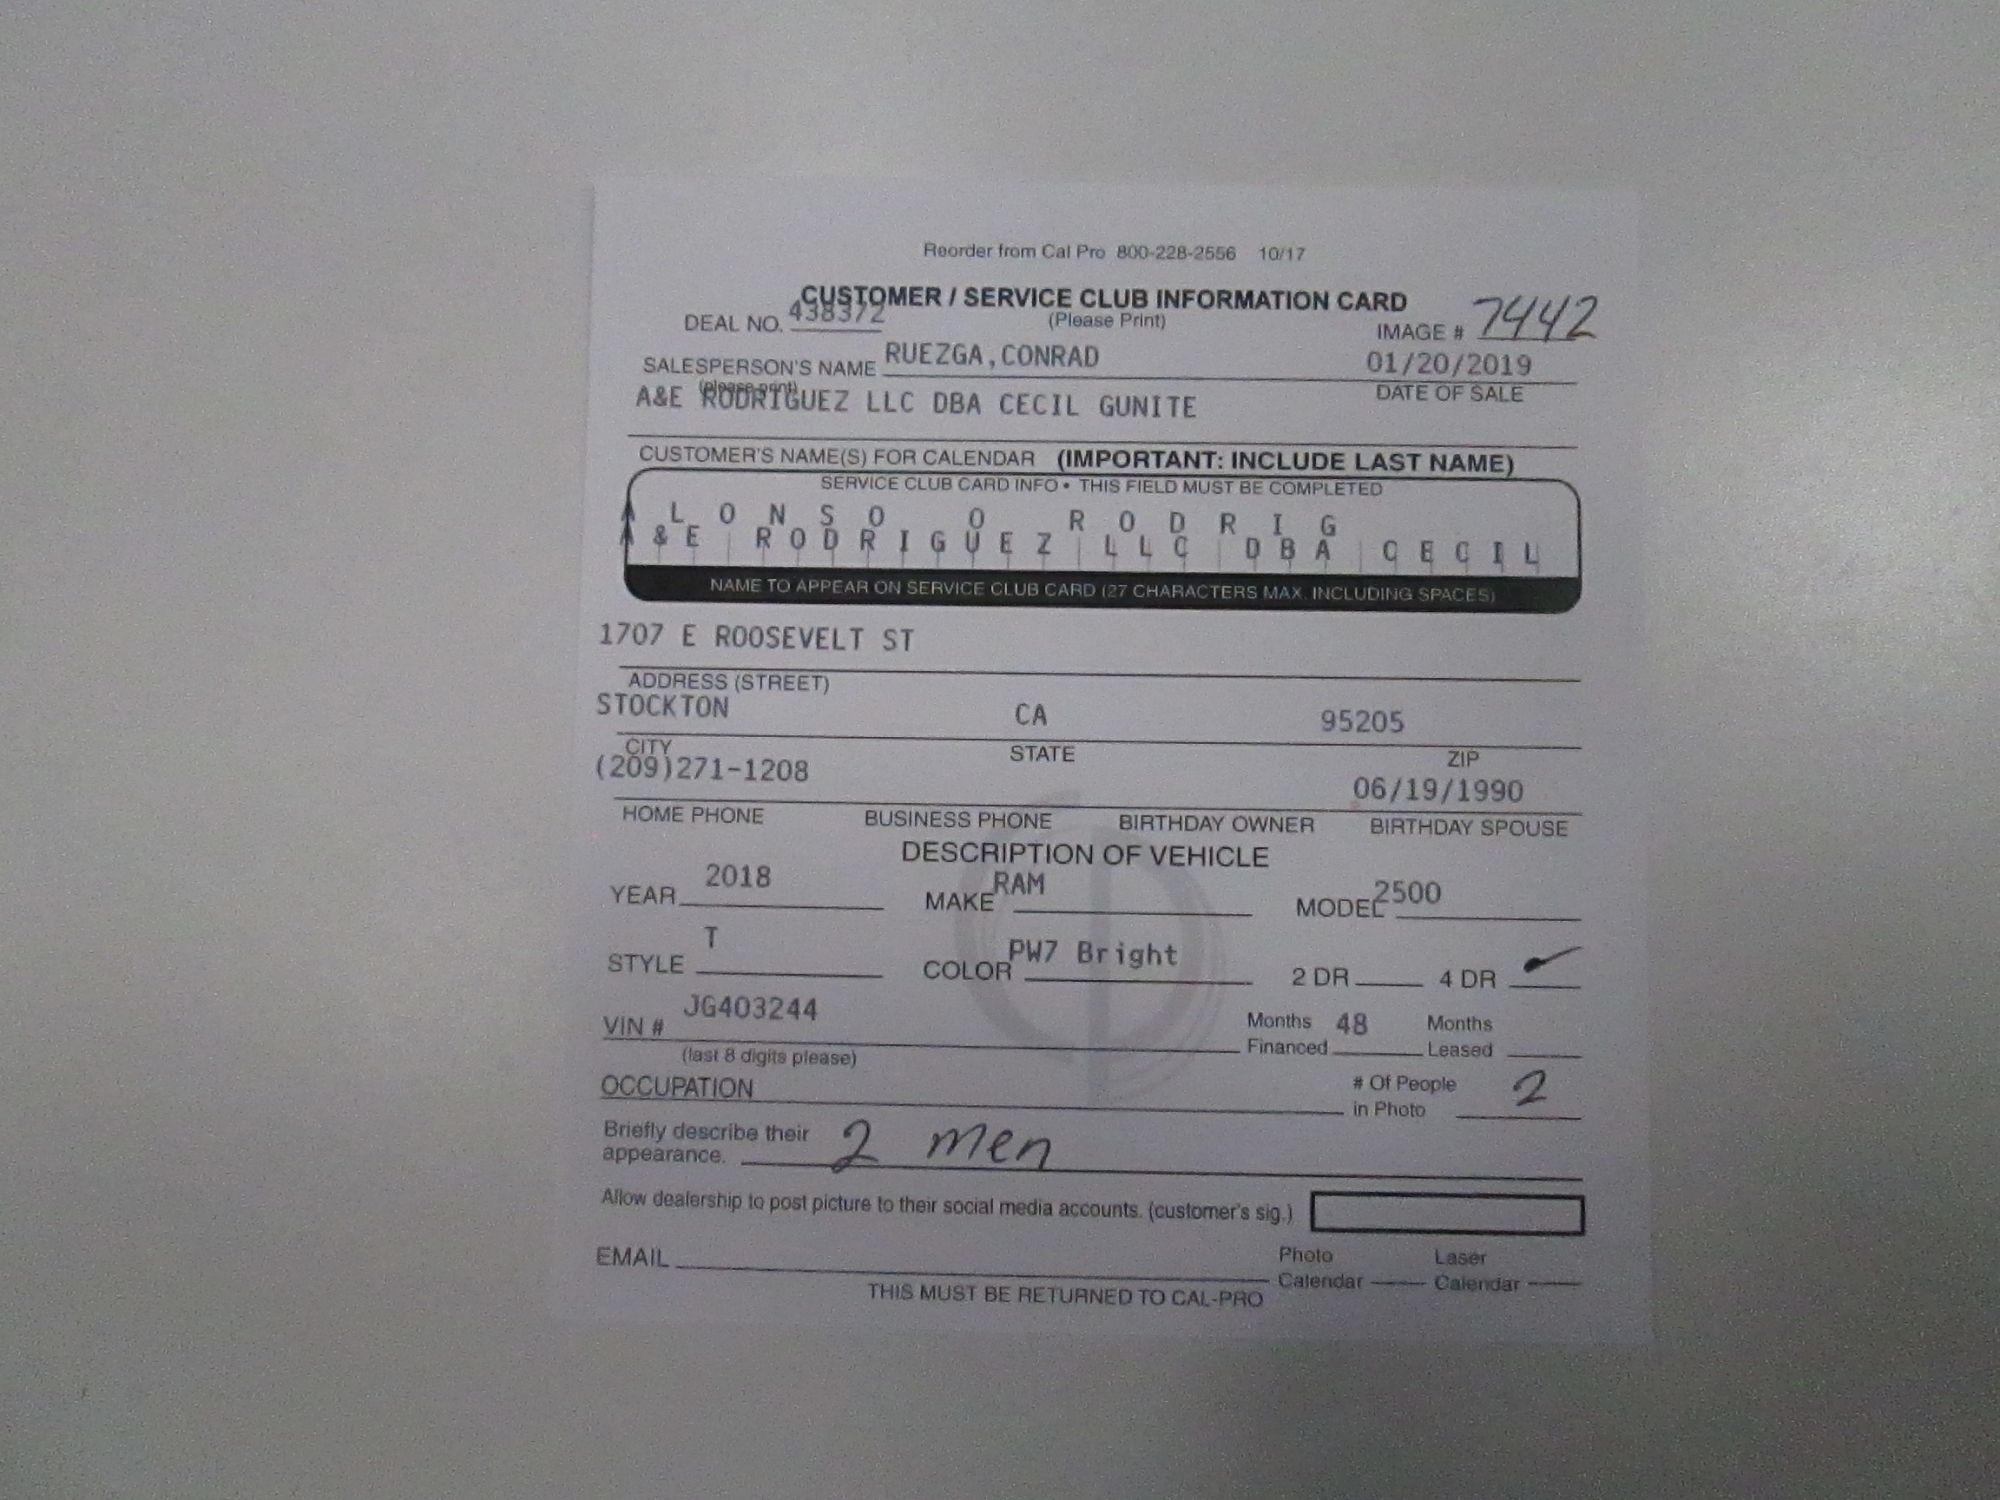 Reorder from Cal Pro 800-228-2556 10/17
CUSTOMER / SERVICE CLUB INFORMATION CARD
(Please Print)
DEAL NO. 438372
IMAGE # 7442
SALESPERSON'S NAME RUEZGA,CONRAD 01/20/2019
(please print) DATE OF SALE
A&E RODRIGUEZ LLC DBA CECIL GUNITE
CUSTOMER'S NAME(S) FOR CALENDAR (IMPORTANT: INCLUDE LAST NAME)
SERVICE CLUB CARD INFO • THIS FIELD MUST BE COMPLETED
A L O N S O O R O D R I G
A & E R O D R I G U E Z L L C D B A C E C I L
NAME TO APPEAR ON SERVICE CLUB CARD (27 CHARACTERS MAX. INCLUDING SPACES)
1707 E ROOSEVELT ST
ADDRESS (STREET)
STOCKTON CA 95205
CITY STATE ZIP
(209)271-1208 06/19/1990
HOME PHONE BUSINESS PHONE BIRTHDAY OWNER BIRTHDAY SPOUSE
DESCRIPTION OF VEHICLE
YEAR 2018 MAKE RAM MODEL 2500
STYLE T COLOR PW7 Bright 2 DR 4 DR ✓
VIN # JG403244 Months Financed 48 Months Leased
(last 8 digits please)
OCCUPATION # Of People in Photo 2
Briefly describe their appearance. 2 men
Allow dealership to post picture to their social media accounts. (customer's sig.)
EMAIL Photo Calendar Laser Calendar
THIS MUST BE RETURNED TO CAL-PRO